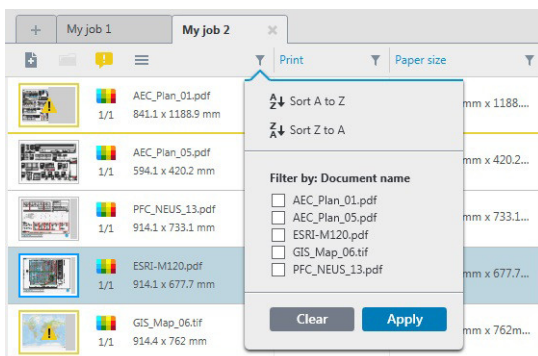 + My job 1 My job 2 ×
Print Paper size
AEC_Plan_01.pdf
1/1 841.1 x 1188.9 mm
mm x 1188....
AEC_Plan_05.pdf
1/1 594.1 x 420.2 mm
mm x 420.2...
PFC_NEUS_13.pdf
1/1 914.1 x 733.1 mm
mm x 733.1...
ESRI-M120.pdf
1/1 914.1 x 677.7 mm
mm x 677.7...
GIS_Map_06.tif
1/1 914.4 x 762 mm
mm x 762m...
A Z Sort A to Z
Z A Sort Z to A
Filter by: Document name
AEC_Plan_01.pdf
AEC_Plan_05.pdf
ESRI-M120.pdf
GIS_Map_06.tif
PFC_NEUS_13.pdf
Clear Apply